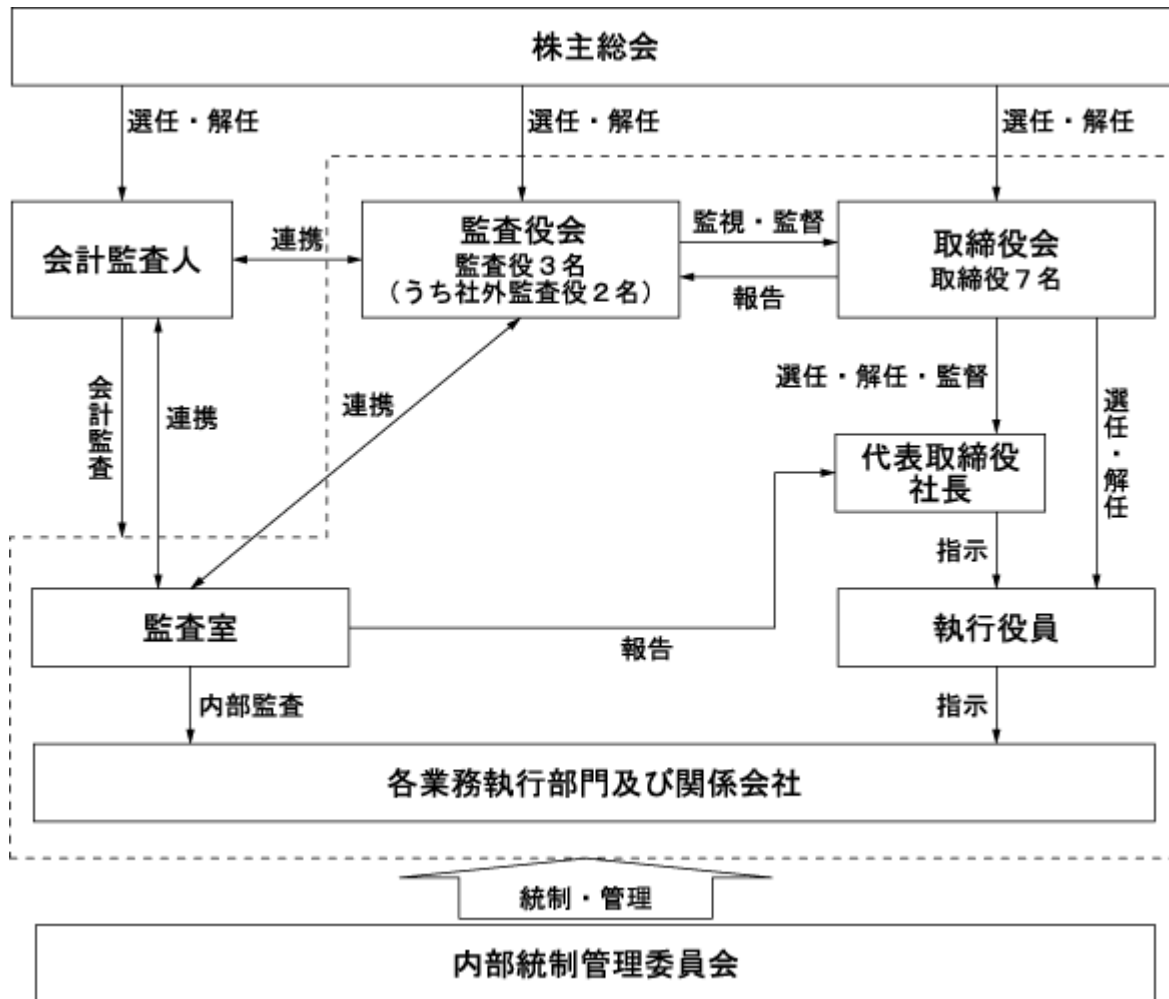 株主総会
選任・解任
選任・解任
選任・解任
会計監査人
連携
監査役会
監査役３名
（うち社外監査役２名）
監視・監督
報告
取締役会
取締役７名
会計監査
連携
連携
選任・解任・監督
選任・解任
代表取締役
社長
指示
監査室
報告
執行役員
内部監査
指示
各業務執行部門及び関係会社
統制・管理
内部統制管理委員会